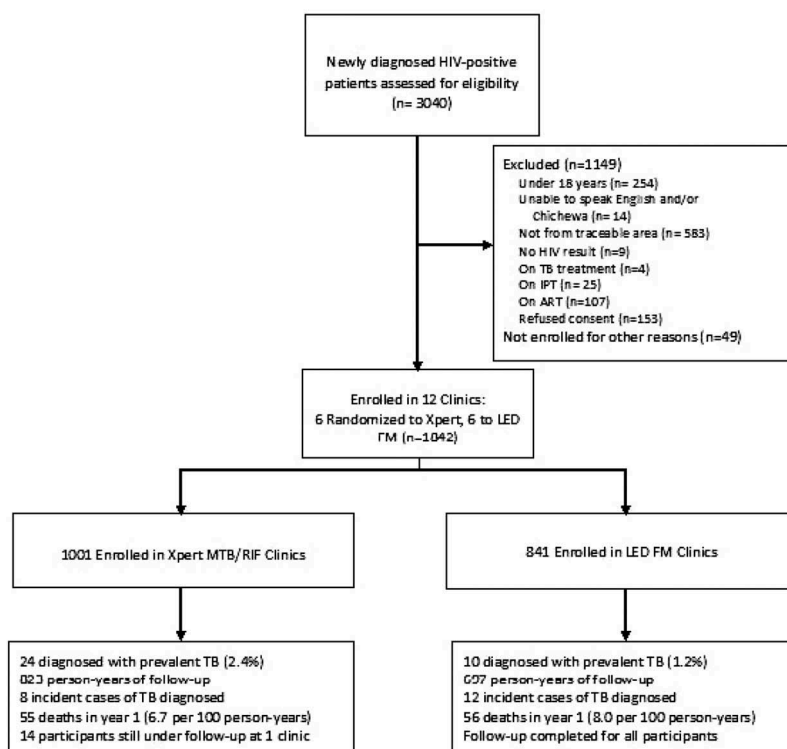 Newly diagnosed HIV-positive
patients assessed for eligibility
(n= 3040)
Excluded (n=1149)
Under 18 years (n= 254)
Unable to speak English and/or
Chichewa (n= 14)
Not from traceable area (n= 583)
No HIV result (n=9)
On TB treatment (n=4)
On IPT (n= 25)
On ART (n=107)
Refused consent (n=153)
Not enrolled for other reasons (n=49)
Enrolled in 12 Clinics:
6 Randomized to Xpert, 6 to LED
FM (n=1842)
1001 Enrolled in Xpert MTB/RIF Clinics
841 Enrolled in LED FM Clinics
24 diagnosed with prevalent TB (2.4%)
823 person-years of follow-up
8 incident cases of TB diagnosed
55 deaths in year 1 (6.7 per 100 person-years)
14 participants still under follow-up at 1 clinic
10 diagnosed with prevalent TB (1.2%)
697 person-years of follow-up
12 incident cases of TB diagnosed
56 deaths in year 1 (8.0 per 100 person-years)
Follow-up completed for all participants